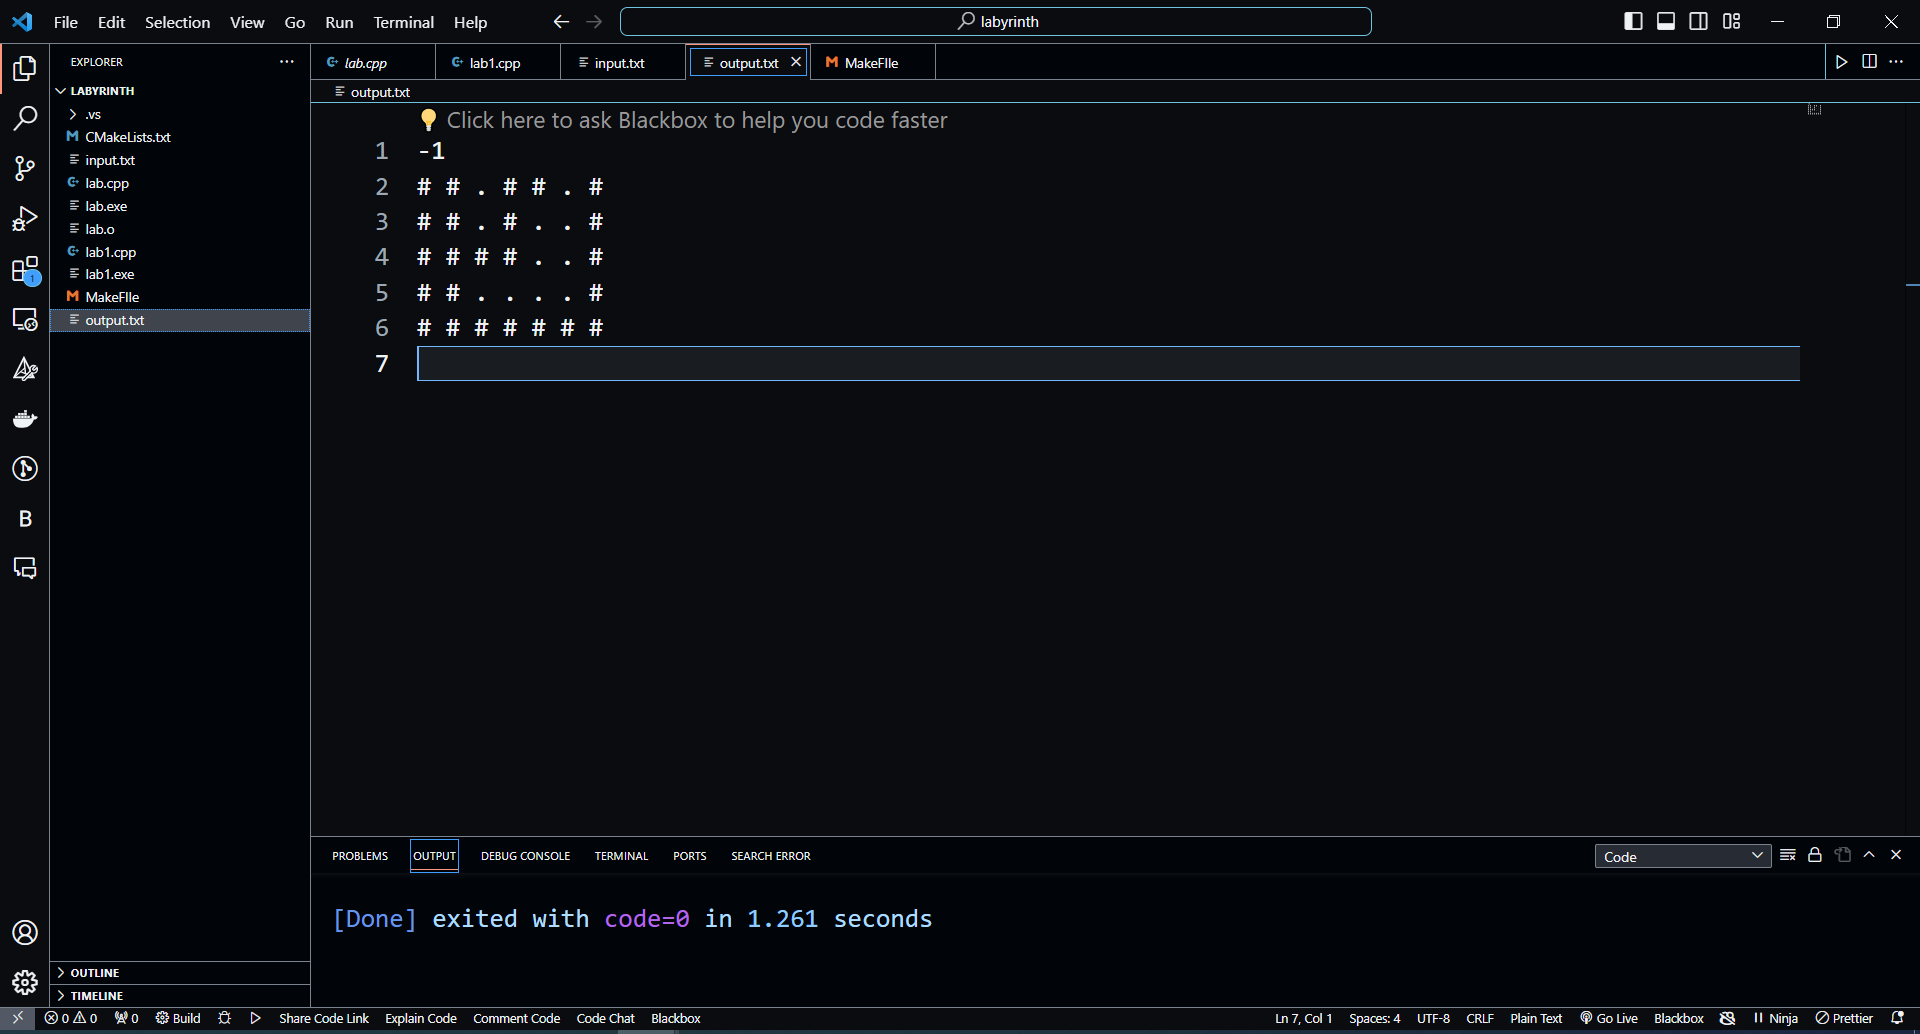 File Edit Selection View Go Run Terminal Help
labyrinth
EXPLORER
LABYRINTH
.vs
CMakeLists.txt
input.txt
lab.cpp
lab.exe
lab.o
lab1.cpp
lab1.exe
MakeFIle
output.txt
OUTLINE
TIMELINE
lab.cpp lab1.cpp input.txt output.txt MakeFIle
output.txt
Click here to ask Blackbox to help you code faster
1 -1
2 # # . # # . #
3 # # . # . . #
4 # # # # . . #
5 # # . . . . #
6 # # # # # # #
7
PROBLEMS OUTPUT DEBUG CONSOLE TERMINAL PORTS SEARCH ERROR
Code
[Done] exited with code=0 in 1.261 seconds
0 0 0 Build Share Code Link Explain Code Comment Code Code Chat Blackbox
Ln 7, Col 1 Spaces: 4 UTF-8 CRLF Plain Text Go Live Blackbox Ninja Prettier